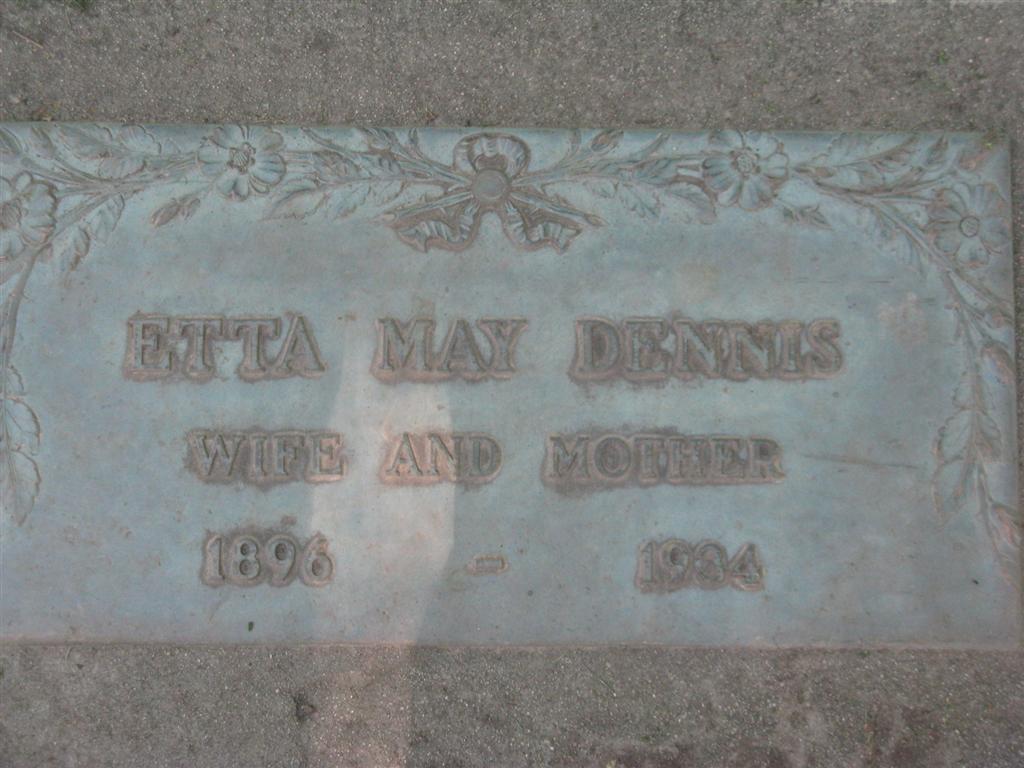 ETTA MAY DENNIS
WIFE AND MOTHER
1896 - 1934